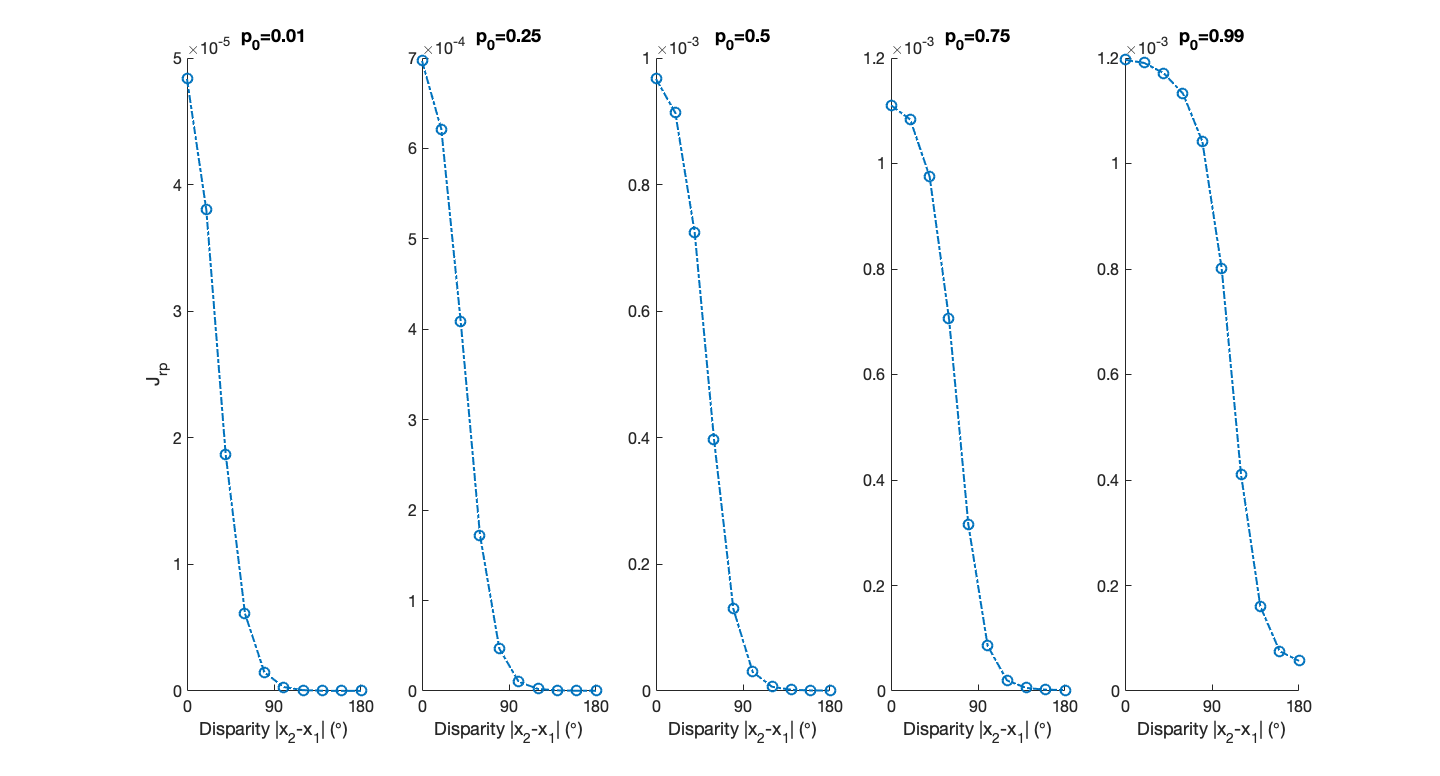 p₀=0.01
×10⁻⁵
5
4
3
2
1
0
J_rp
0 90 180
Disparity |x₂-x₁| (°)
p₀=0.25
×10⁻⁴
7
6
5
4
3
2
1
0
0 90 180
Disparity |x₂-x₁| (°)
p₀=0.5
×10⁻³
1
0.8
0.6
0.4
0.2
0
0 90 180
Disparity |x₂-x₁| (°)
p₀=0.75
×10⁻³
1.2
1
0.8
0.6
0.4
0.2
0
0 90 180
Disparity |x₂-x₁| (°)
p₀=0.99
×10⁻³
1.2
1
0.8
0.6
0.4
0.2
0
0 90 180
Disparity |x₂-x₁| (°)